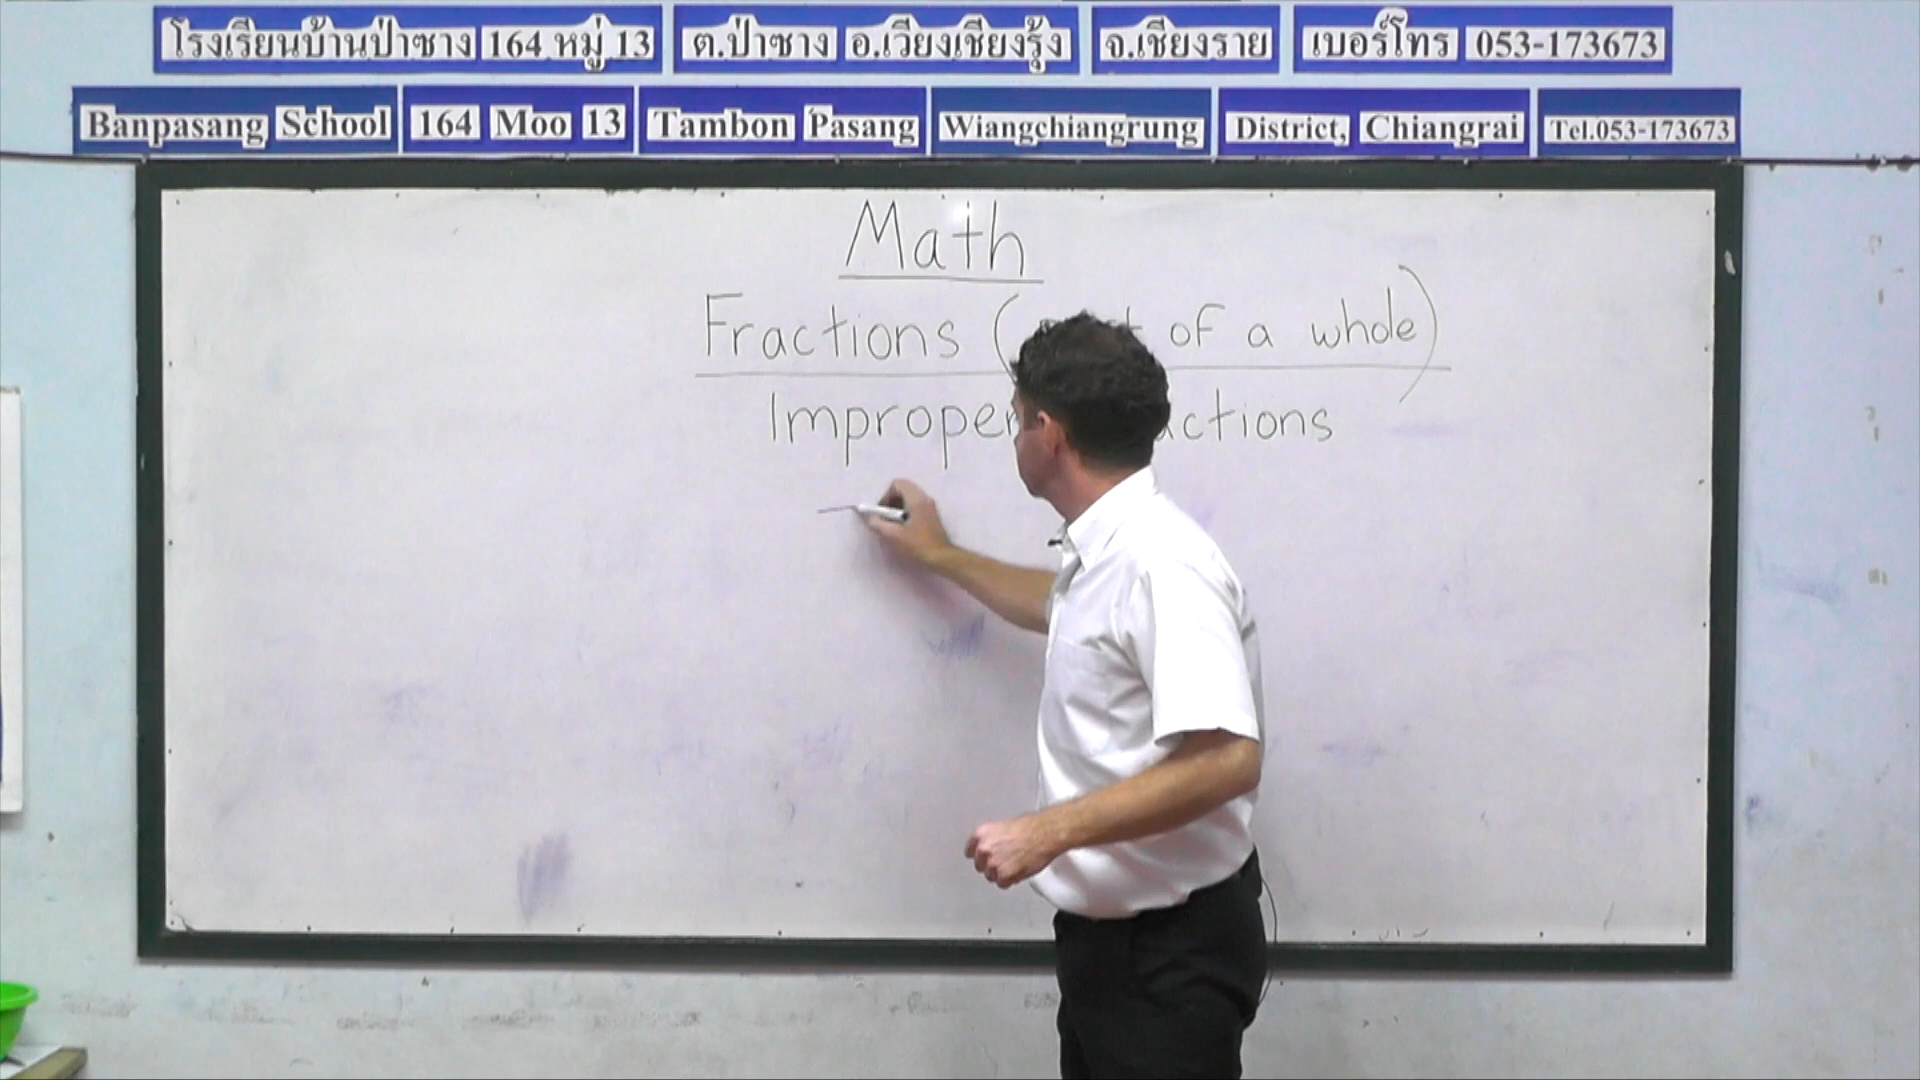 โรงเรียนบ้านป่าซาง 164 หมู่ 13 ต.ป่าซาง อ.เวียงเชียงรุ้ง จ.เชียงราย เบอร์โทร 053-173673
Banpasang School 164 Moo 13 Tambon Pasang Wiangchiangrung District, Chiangrai Tel.053-173673
Math
Fractions ( of a whole)
Improper